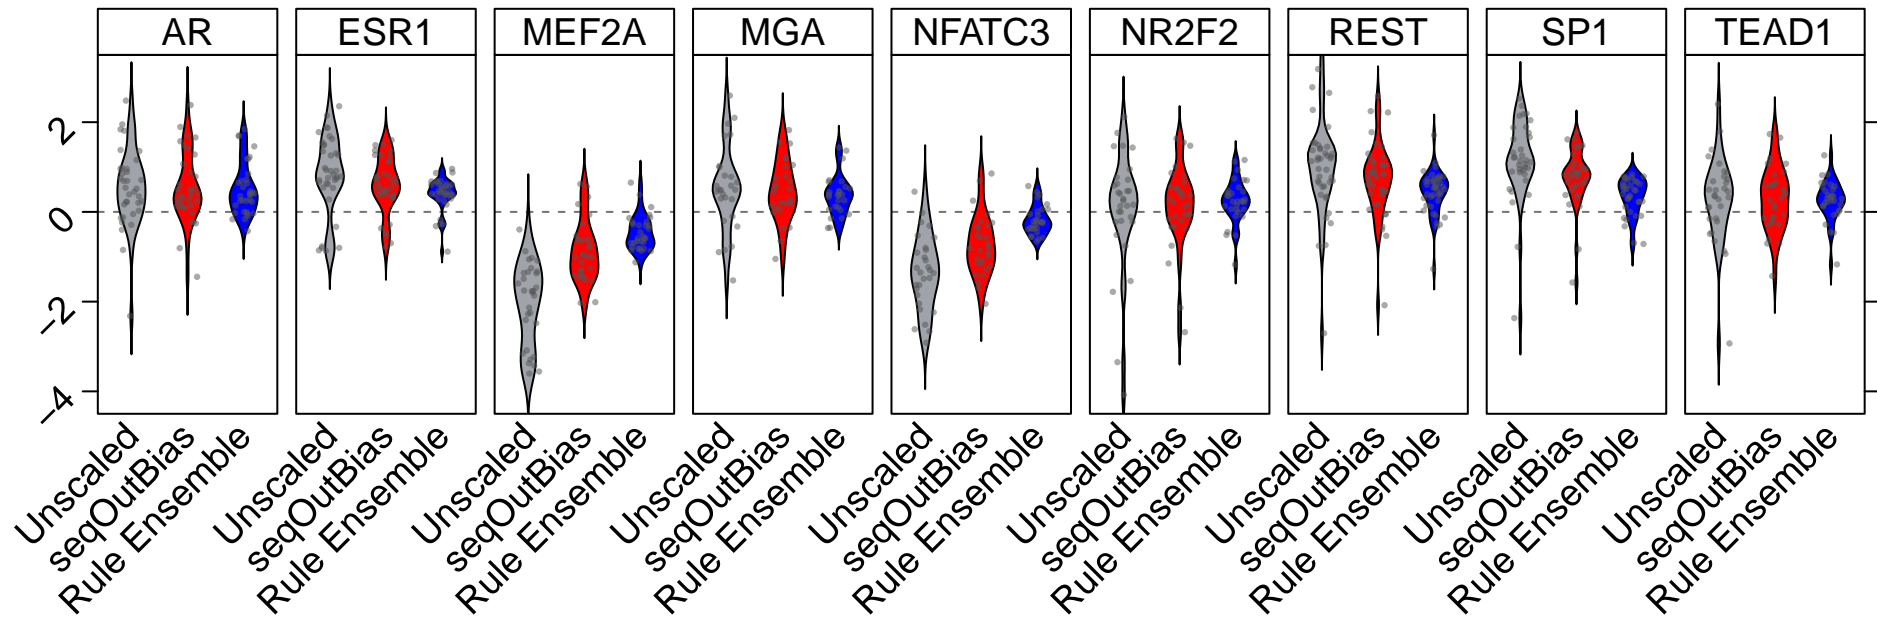 AR ESR1 MEF2A MGA NFATC3 NR2F2 REST SP1 TEAD1
2
0
−2
−4
Unscaled seqOutBias Rule Ensemble Unscaled seqOutBias Rule Ensemble Unscaled seqOutBias Rule Ensemble Unscaled seqOutBias Rule Ensemble Unscaled seqOutBias Rule Ensemble Unscaled seqOutBias Rule Ensemble Unscaled seqOutBias Rule Ensemble Unscaled seqOutBias Rule Ensemble Unscaled seqOutBias Rule Ensemble